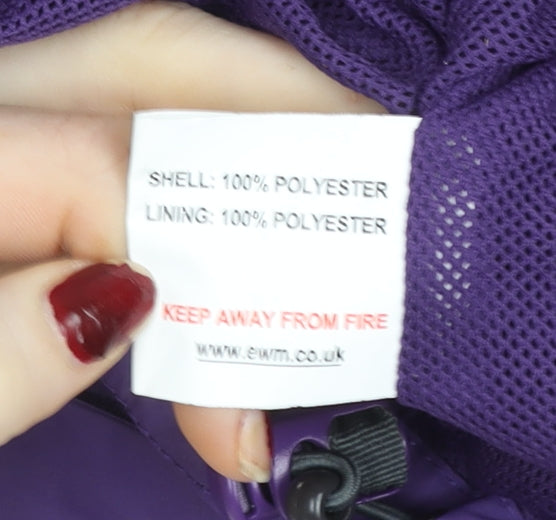 SHELL: 100% POLYESTER
LINING: 100% POLYESTER
KEEP AWAY FROM FIRE
www.ewm.co.uk